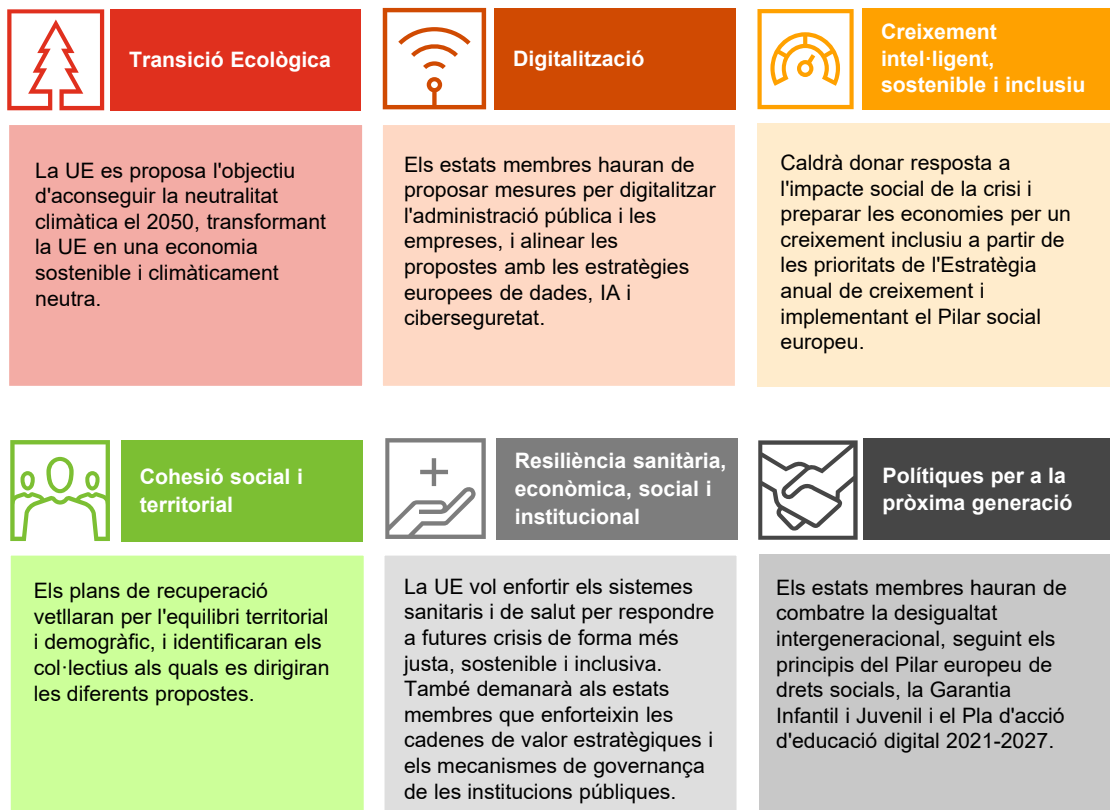 Transició Ecològica
La UE es proposa l'objectiu
d'aconseguir la neutralitat
climàtica el 2050, transformant
la UE en una economia
sostenible i climàticament
neutra.
Digitalització
Els estats membres hauran de
proposar mesures per digitalitzar
l'administració pública i les
empreses, i alinear les
propostes amb les estratègies
europees de dades, IA i
ciberseguretat.
Creixement
intel·ligent,
sostenible i inclusiu
Caldrà donar resposta a
l'impacte social de la crisi i
preparar les economies per un
creixement inclusiu a partir de
les prioritats de l'Estratègia
anual de creixement i
implementant el Pilar social
europeu.
Cohesió social i
territorial
Els plans de recuperació
vetllaran per l'equilibri territorial
i demogràfic, i identificaran els
col·lectius als quals es dirigiran
les diferents propostes.
Resiliència sanitària,
econòmica, social i
institucional
La UE vol enfortir els sistemes
sanitaris i de salut per respondre
a futures crisis de forma més
justa, sostenible i inclusiva.
També demanarà als estats
membres que enforteixin les
cadenes de valor estratègiques i
els mecanismes de governança
de les institucions públiques.
Polítiques per a la
pròxima generació
Els estats membres hauran de
combatre la desigualtat
intergeneracional, seguint els
principis del Pilar europeu de
drets socials, la Garantia
Infantil i Juvenil i el Pla d'acció
d'educació digital 2021-2027.